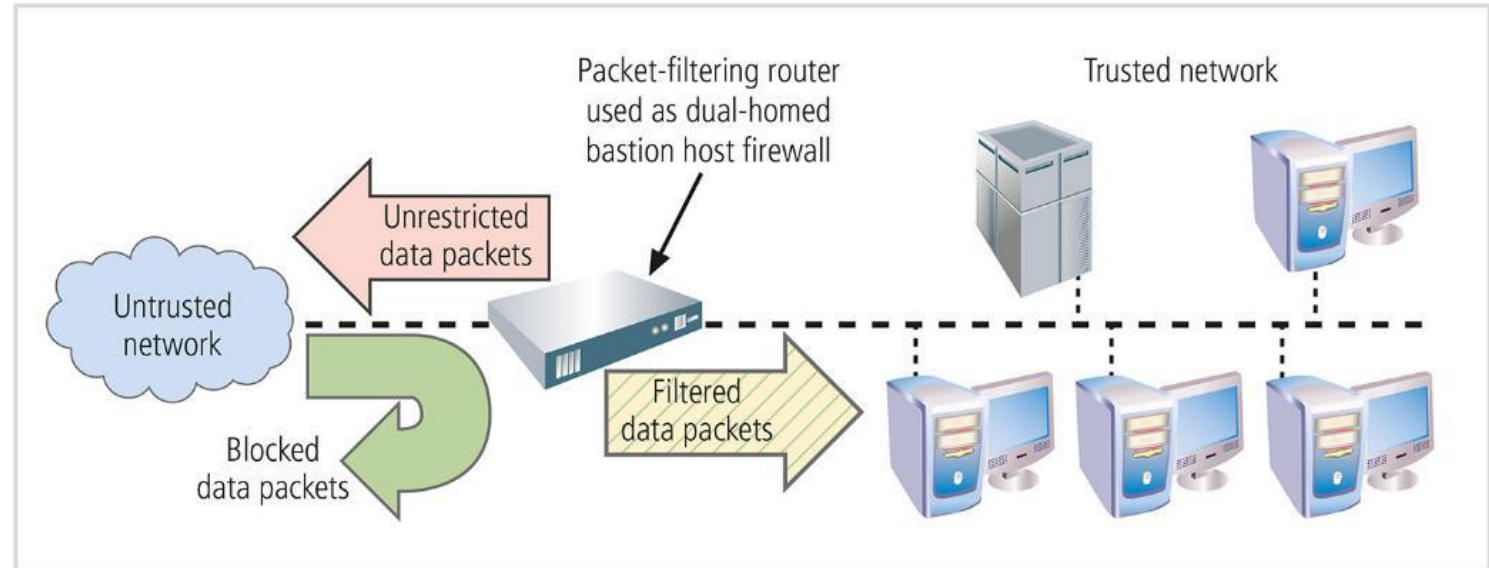 Packet-filtering router
used as dual-homed
bastion host firewall
Trusted network
Unrestricted
data packets
Untrusted
network
Filtered
data packets
Blocked
data packets